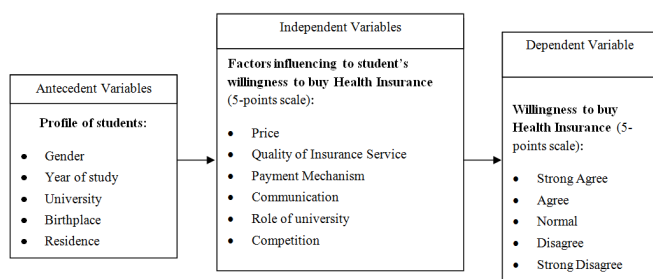 Antecedent Variables
Profile of students:
• Gender
• Year of study
• University
• Birthplace
• Residence
Independent Variables
Factors influencing to student's
willingness to buy Health Insurance
(5-points scale):
• Price
• Quality of Insurance Service
• Payment Mechanism
• Communication
• Role of university
• Competition
Dependent Variable
Willingness to buy
Health Insurance (5-
points scale):
• Strong Agree
• Agree
• Normal
• Disagree
• Strong Disagree